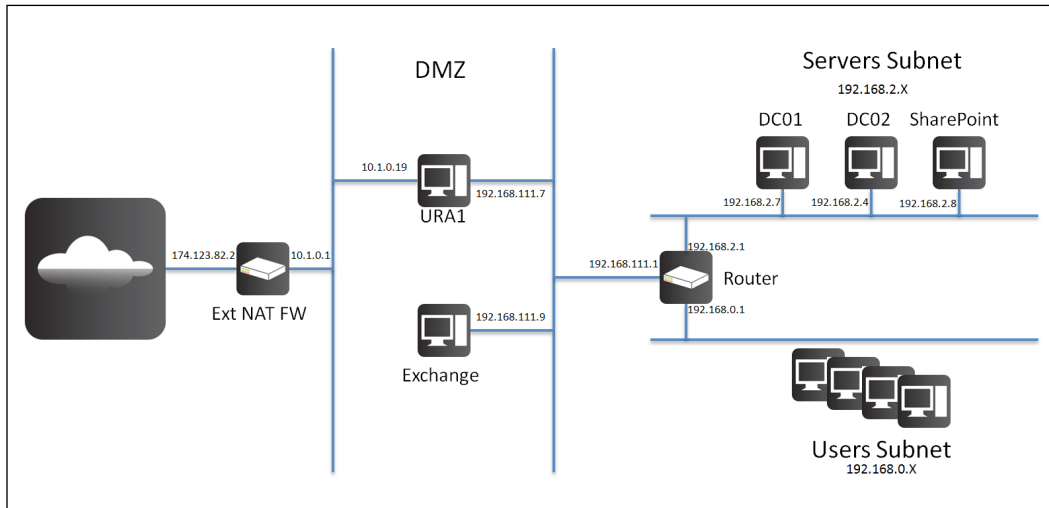 DMZ
Servers Subnet
192.168.2.X
DC01
DC02
SharePoint
10.1.0.19
192.168.111.7
URA1
192.168.2.7
192.168.2.4
192.168.2.8
174.123.82.2
10.1.0.1
Ext NAT FW
192.168.2.1
192.168.111.1
Router
192.168.0.1
192.168.111.9
Exchange
Users Subnet
192.168.0.X